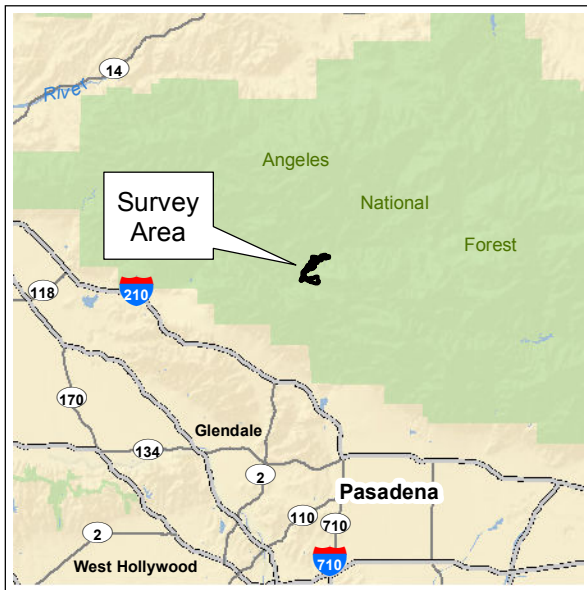 14
River
Angeles
National
Forest
Survey
Area
118
210
170
Glendale
134
2
Pasadena
110
710
2
West Hollywood
710